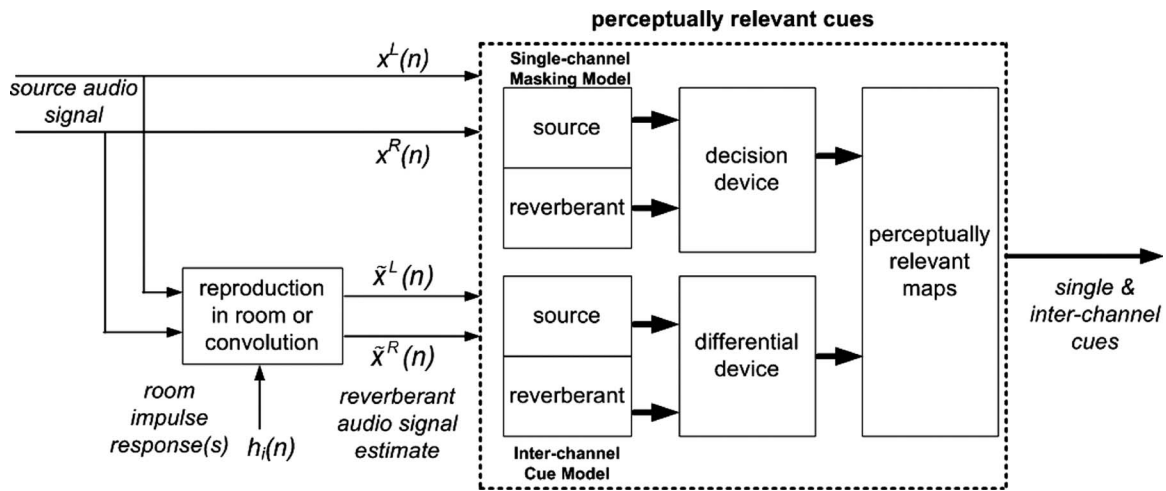 perceptually relevant cues
x^L(n)
source audio
signal
x^R(n)
Single-channel
Masking Model
source
reverberant
decision
device
perceptually
relevant
maps
reproduction
in room or
convolution
x̃^L(n)
x̃^R(n)
source
reverberant
differential
device
single &
inter-channel
cues
room
impulse
response(s)
h_i(n)
reverberant
audio signal
estimate
Inter-channel
Cue Model